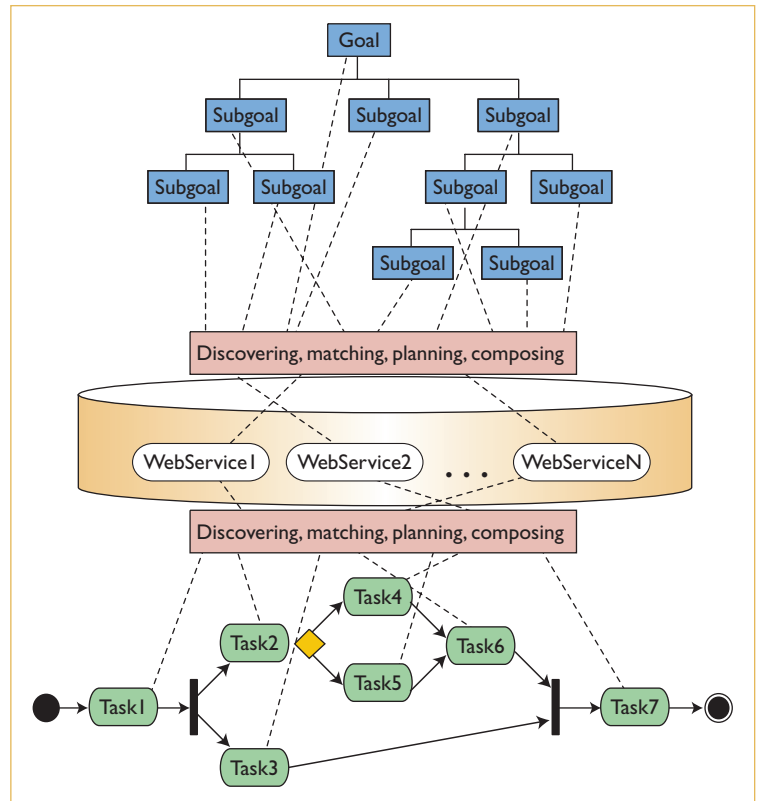 Goal
Subgoal Subgoal Subgoal
Subgoal Subgoal Subgoal Subgoal
Subgoal Subgoal
Discovering, matching, planning, composing
WebService1 WebService2 • • • WebServiceN
Discovering, matching, planning, composing
Task4
Task2 Task6
Task5
Task1 Task7
Task3